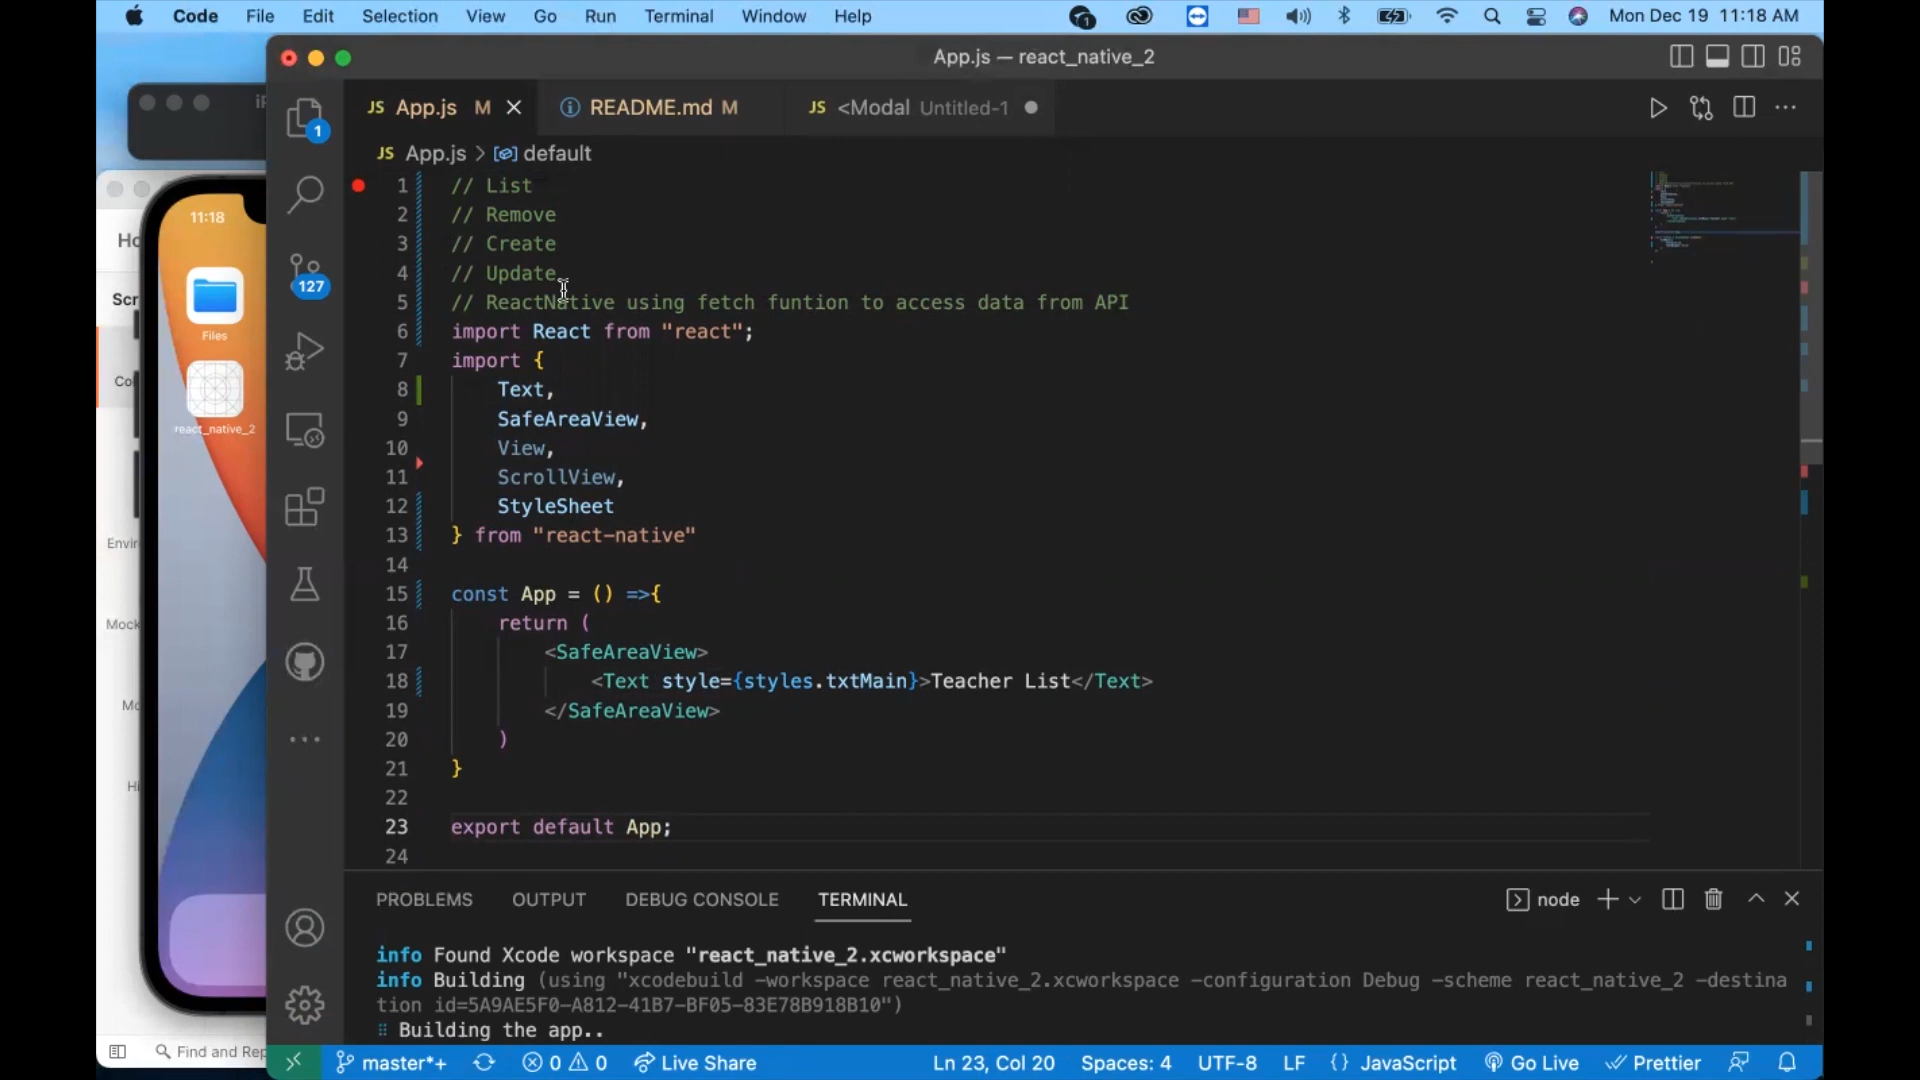 Code File Edit Selection View Go Run Terminal Window Help Mon Dec 19 11:18 AM
App.js — react_native_2
JS App.js M README.md M JS <Modal Untitled-1
JS App.js > default
1 // List
2 // Remove
3 // Create
4 // Update
5 // ReactNative using fetch funtion to access data from API
6 import React from "react";
7 import {
8 Text,
9 SafeAreaView,
10 View,
11 ScrollView,
12 StyleSheet
13 } from "react-native"
14
15 const App = () =>{
16 return (
17 <SafeAreaView>
18 <Text style={styles.txtMain}>Teacher List</Text>
19 </SafeAreaView>
20 )
21 }
22
23 export default App;
24
1
127
11:18
Files
react_native_2
Scr
Envir
Mock
PROBLEMS OUTPUT DEBUG CONSOLE TERMINAL node
info Found Xcode workspace "react_native_2.xcworkspace"
info Building (using "xcodebuild -workspace react_native_2.xcworkspace -configuration Debug -scheme react_native_2 -destina
tion id=5A9AE5F0-A812-41B7-BF05-83E78B918B10")
Building the app..
Find and Rep
master*+ 0 0 Live Share Ln 23, Col 20 Spaces: 4 UTF-8 LF {} JavaScript Go Live Prettier